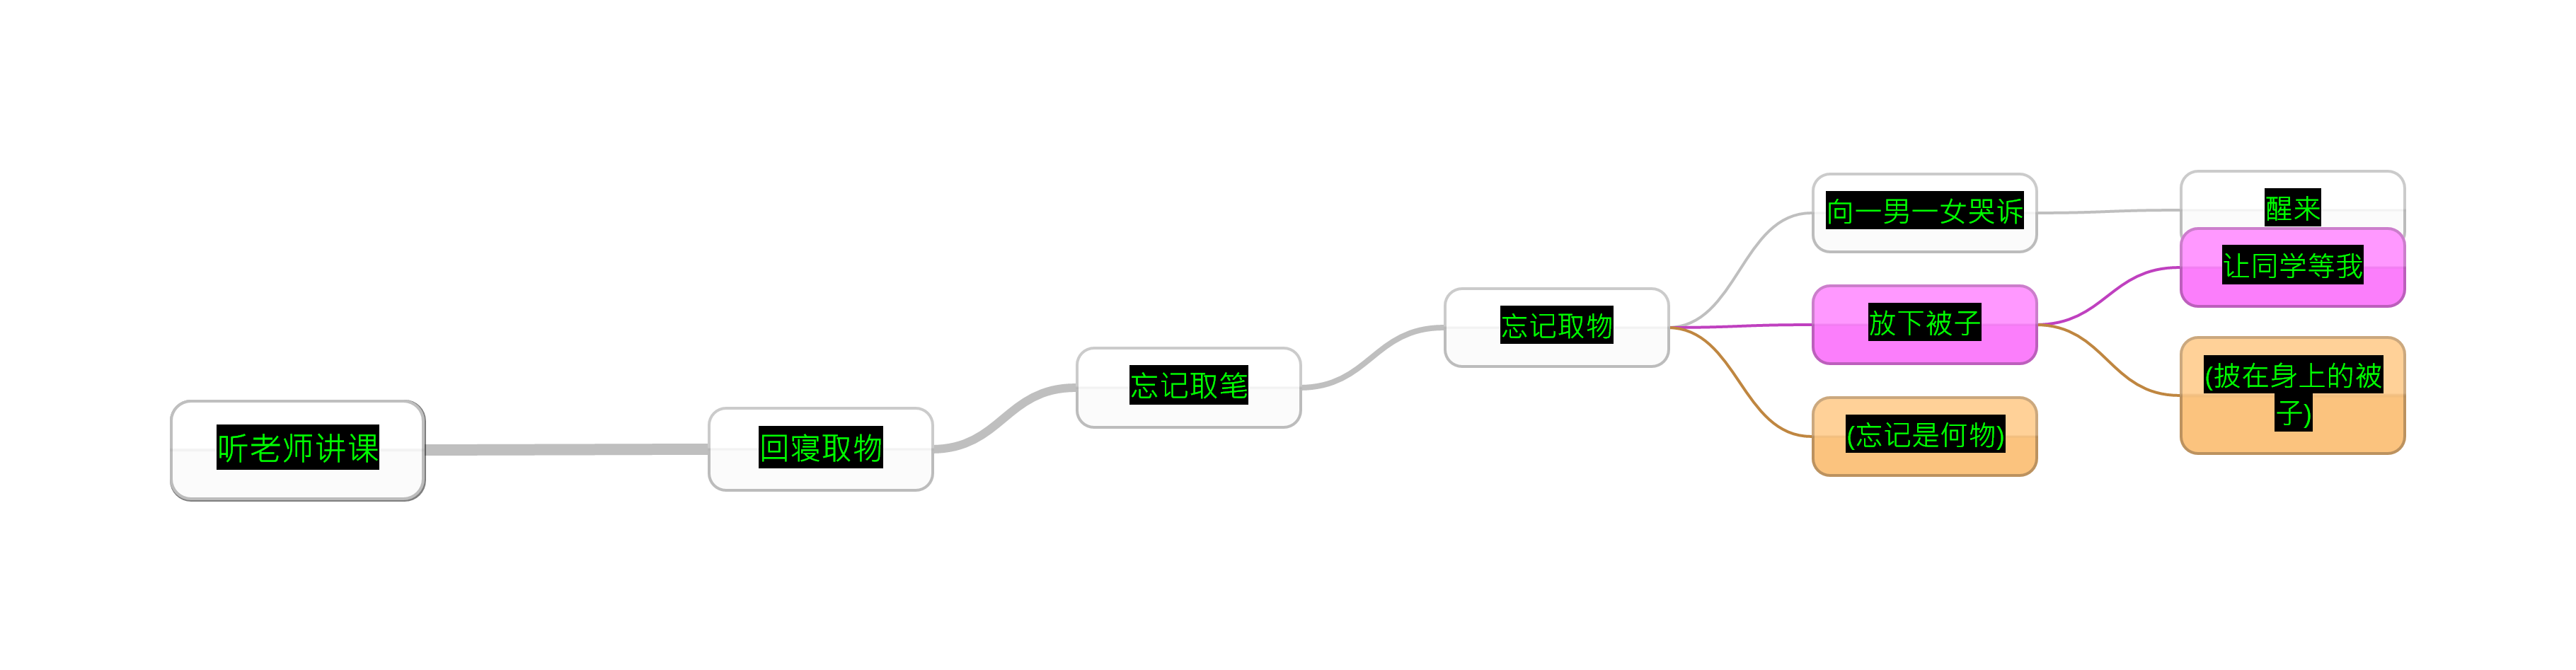 听老师讲课
回寝取物
忘记取笔
忘记取物
向一男一女哭诉
醒来
放下被子
让同学等我
(披在身上的被
子)
(忘记是何物)